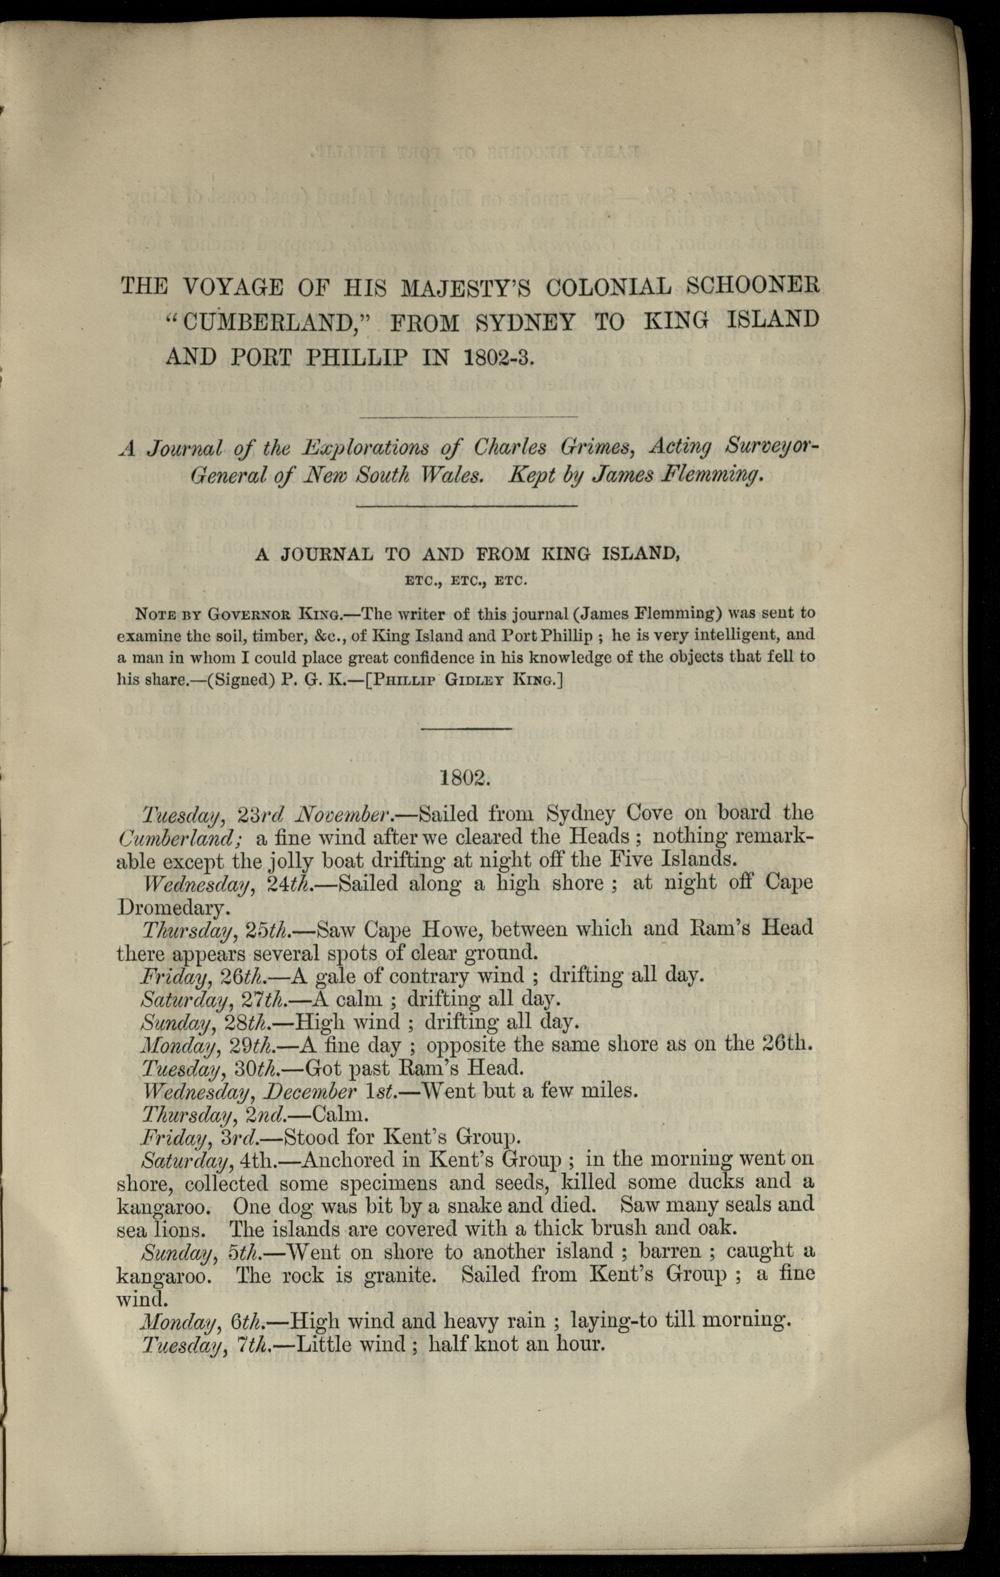 THE VOYAGE OF HIS MAJESTY'S COLONIAL SCHOONER
"CUMBERLAND," FROM SYDNEY TO KING ISLAND
AND PORT PHILLIP IN 1802-3.
A Journal of the Explorations of Charles Grimes, Acting Surveyor-
General of New South Wales. Kept by James Flemming.
A JOURNAL TO AND FROM KING ISLAND,
ETC., ETC., ETC.
NOTE BY GOVERNOR KING.—The writer of this journal (James Flemming) was sent to
examine the soil, timber, &c., of King Island and Port Phillip ; he is very intelligent, and
a man in whom I could place great confidence in his knowledge of the objects that fell to
his share.—(Signed) P. G. K.—[PHILLIP GIDLEY KING.]
1802.
Tuesday, 23rd November.—Sailed from Sydney Cove on board the
Cumberland; a fine wind after we cleared the Heads ; nothing remark-
able except the jolly boat drifting at night off the Five Islands.
Wednesday, 24th.—Sailed along a high shore ; at night off Cape
Dromedary.
Thursday, 25th.—Saw Cape Howe, between which and Ram's Head
there appears several spots of clear ground.
Friday, 26th.—A gale of contrary wind ; drifting all day.
Saturday, 27th.—A calm ; drifting all day.
Sunday, 28th.—High wind ; drifting all day.
Monday, 29th.—A fine day ; opposite the same shore as on the 26th.
Tuesday, 30th.—Got past Ram's Head.
Wednesday, December 1st.—Went but a few miles.
Thursday, 2nd.—Calm.
Friday, 3rd.—Stood for Kent's Group.
Saturday, 4th.—Anchored in Kent's Group ; in the morning went on
shore, collected some specimens and seeds, killed some ducks and a
kangaroo. One dog was bit by a snake and died. Saw many seals and
sea lions. The islands are covered with a thick brush and oak.
Sunday, 5th.—Went on shore to another island ; barren ; caught a
kangaroo. The rock is granite. Sailed from Kent's Group ; a fine
wind.
Monday, 6th.—High wind and heavy rain ; laying-to till morning.
Tuesday, 7th.—Little wind ; half knot an hour.